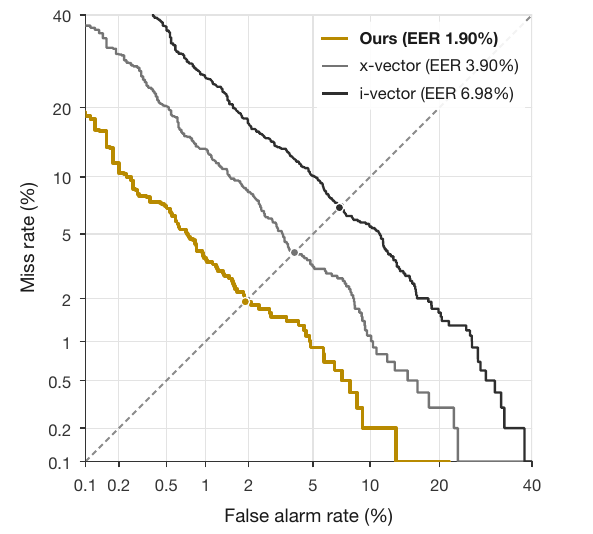 Ours (EER 1.90%)
x-vector (EER 3.90%)
i-vector (EER 6.98%)
Miss rate (%)
40
20
10
5
2
1
0.5
0.2
0.1
0.1 0.2 0.5 1 2 5 10 20 40
False alarm rate (%)